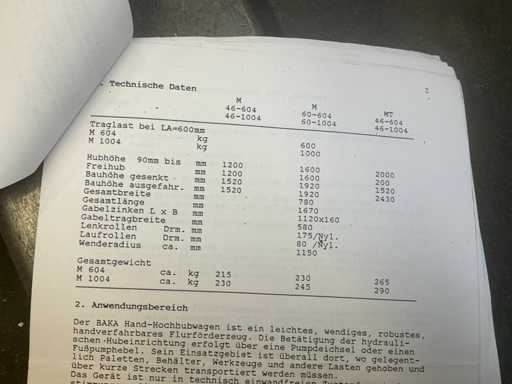 . Technische Daten 2
M M MT
46-604 60-604 46-604
46-1004 60-1004 46-1004
Traglast bei LA=600mm
M 604 kg 600
M 1004 kg 1000
Hubhöhe 90mm bis mm 1200 1600 2000
Freihub mm 1200 1600 200
Bauhöhe gesenkt mm 1520 1920 1520
Bauhöhe ausgefahr. mm 1520 1920 2430
Gesamtbreite mm 780
Gesamtlänge mm 1670
Gabelzinken L x B mm 1120x160
Gabeltragbreite mm 580
Lenkrollen Drm. mm 175/Nyl.
Laufrollen Drm. mm 80 /Nyl.
Wenderadius ca. mm 1150
Gesamtgewicht
M 604 ca. kg 215 230 265
M 1004 ca. kg 230 245 290
2. Anwendungsbereich
Der BAKA Hand-Hochhubwagen ist ein leichtes, wendiges, robustes,
handverfahrbares Flurförderzeug. Die Betätigung der hydrauli-
schen Hubeinrichtung erfolgt über eine Pumpdeichsel oder einen
Fußpumphebel. Sein Einsatzgebiet ist überall dort, wo gelegent-
lich Paletten, Behälter, Werkzeuge und andere Lasten gehoben und
über kurze Strecken transportiert werden müssen.
Das Gerät ist nur in technisch einwandfreien